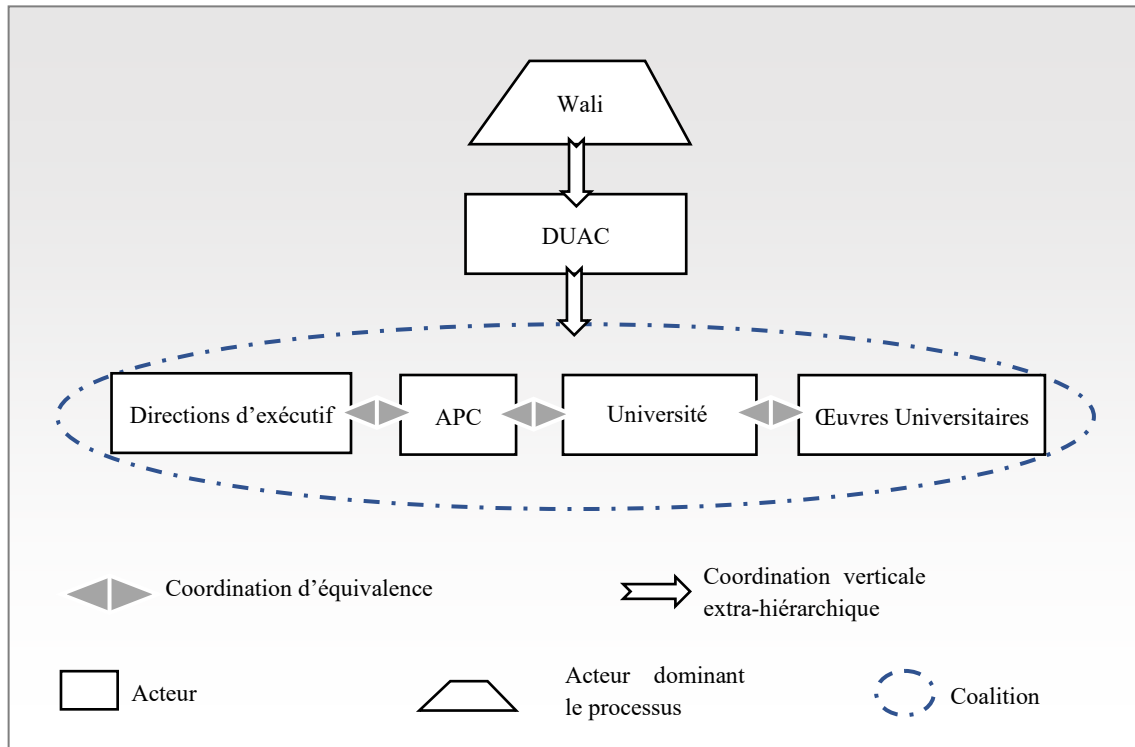 Wali
DUAC
Directions d’exécutif
APC
Université
Œuvres Universitaires
Coordination d’équivalence
Coordination verticale
extra-hiérarchique
Acteur
Acteur dominant
le processus
Coalition